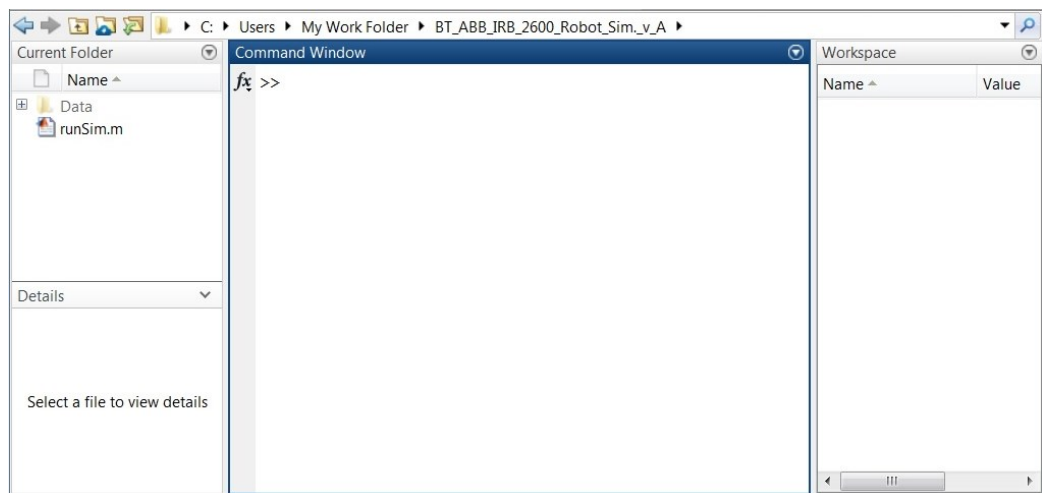 C: Users My Work Folder BT_ABB_IRB_2600_Robot_Sim._v_A
Current Folder
Name
Data
runSim.m
Details
Select a file to view details
Command Window
fx >>
Workspace
Name Value